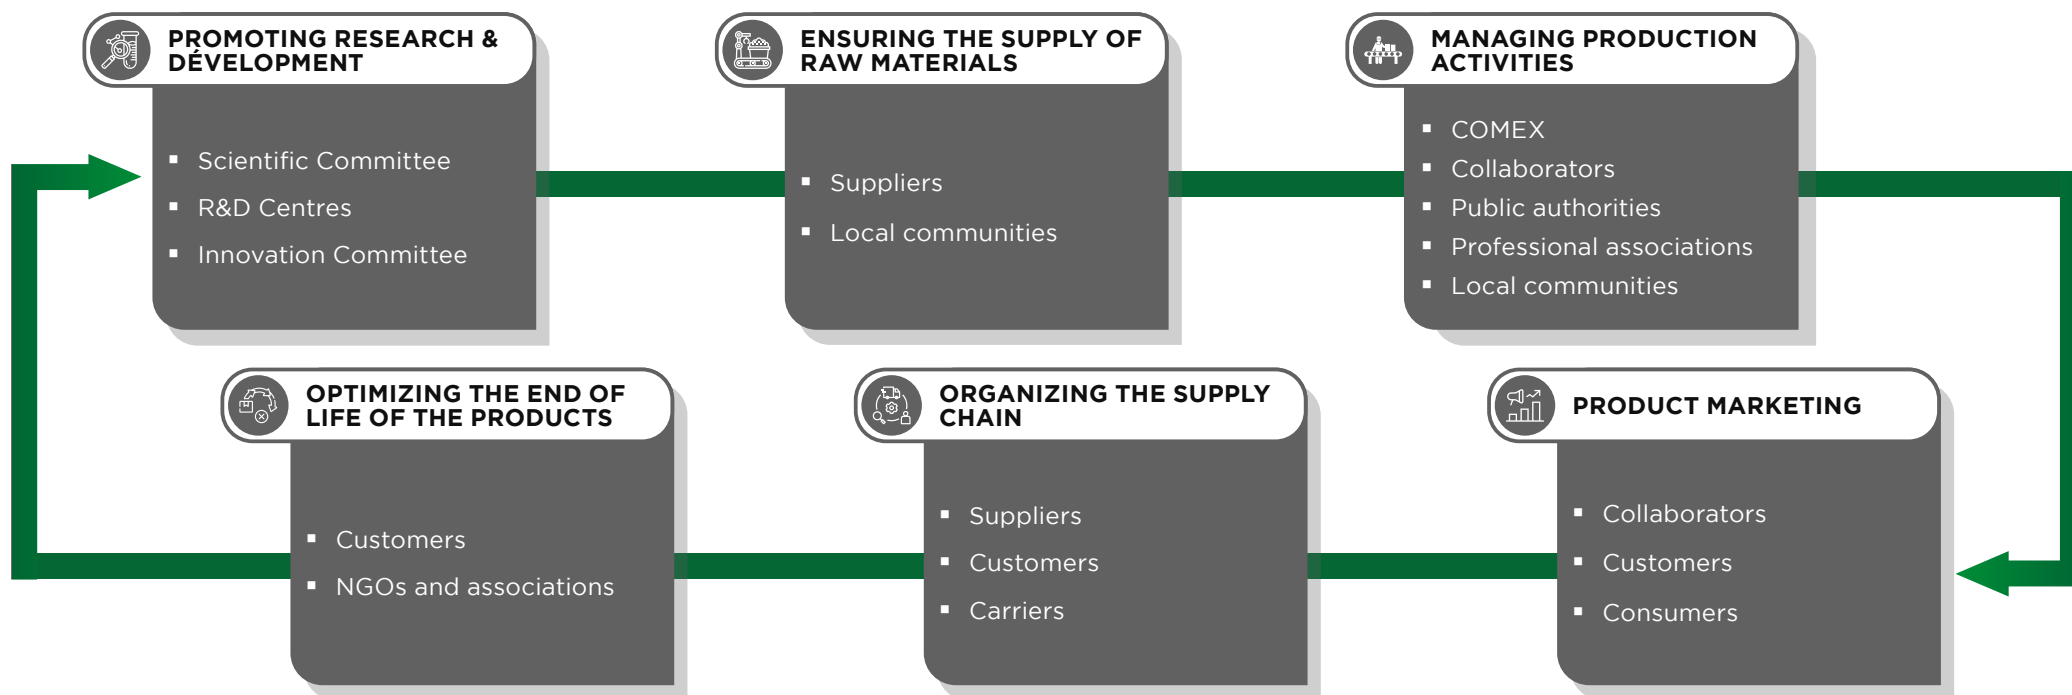 PROMOTING RESEARCH &
DÉVELOPMENT
Scientific Committee
R&D Centres
Innovation Committee
ENSURING THE SUPPLY OF
RAW MATERIALS
Suppliers
Local communities
MANAGING PRODUCTION
ACTIVITIES
COMEX
Collaborators
Public authorities
Professional associations
Local communities
OPTIMIZING THE END OF
LIFE OF THE PRODUCTS
Customers
NGOs and associations
ORGANIZING THE SUPPLY
CHAIN
Suppliers
Customers
Carriers
PRODUCT MARKETING
Collaborators
Customers
Consumers